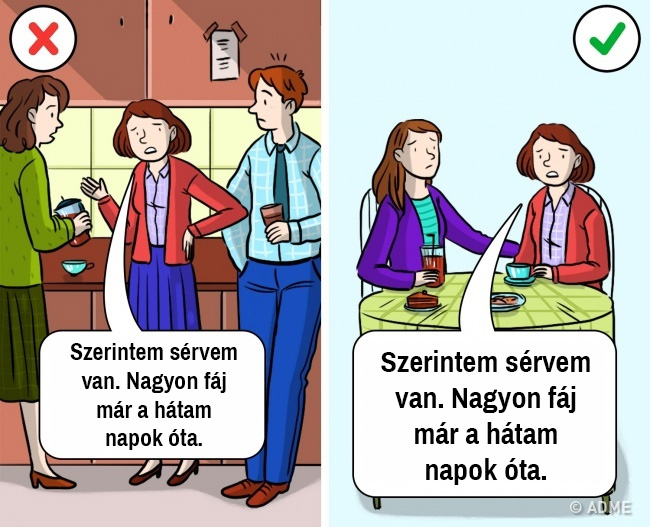 Szerintem sérvem
van. Nagyon fáj
már a hátam
napok óta.
Szerintem sérvem
van. Nagyon fáj
már a hátam
napok óta.
© ADME